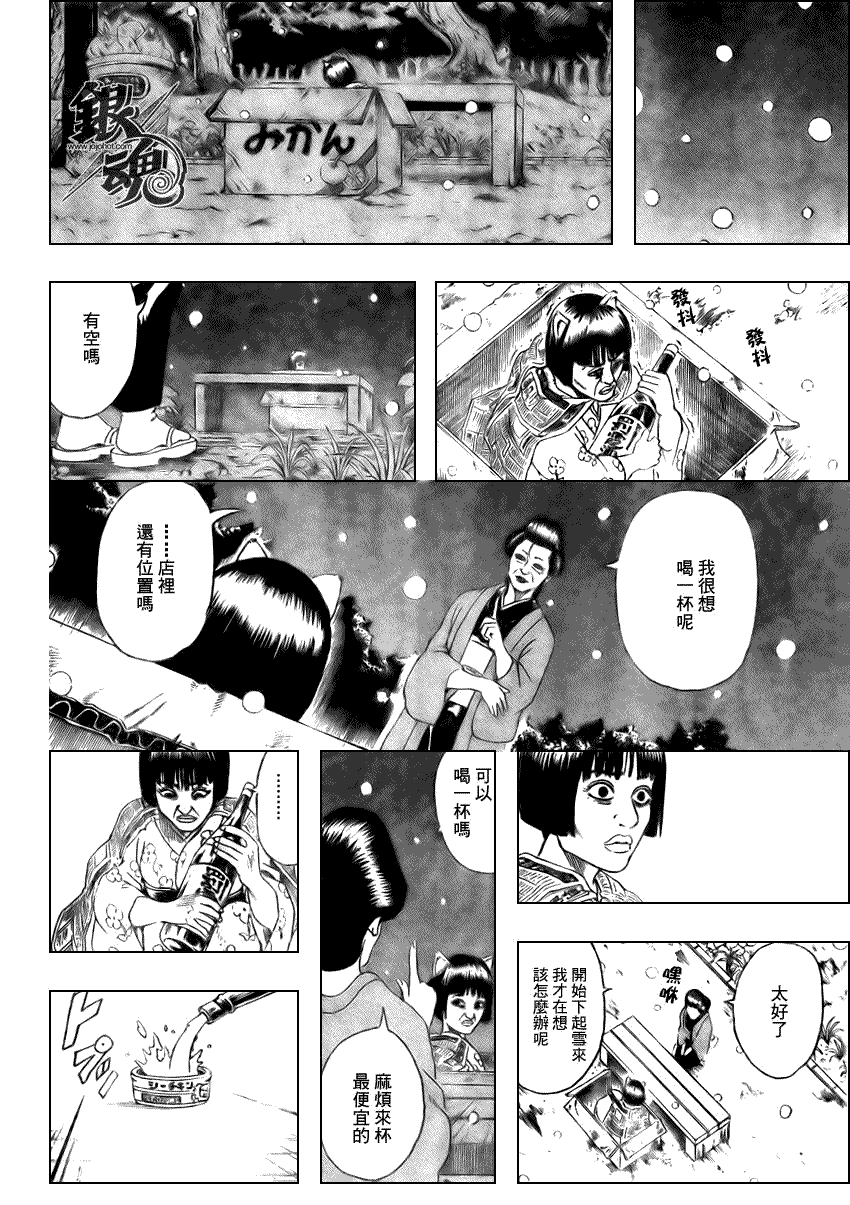 銀魂
www.jojohot.com
みかん
發抖
發抖
有空嗎
我很想
喝一杯呢
……店裡
還有位置嗎
太好了
嘿咻
開始下起雪來
我才在想
該怎麼辦呢
可以
喝一杯嗎
麻煩來杯
最便宜的
………
シーチキン